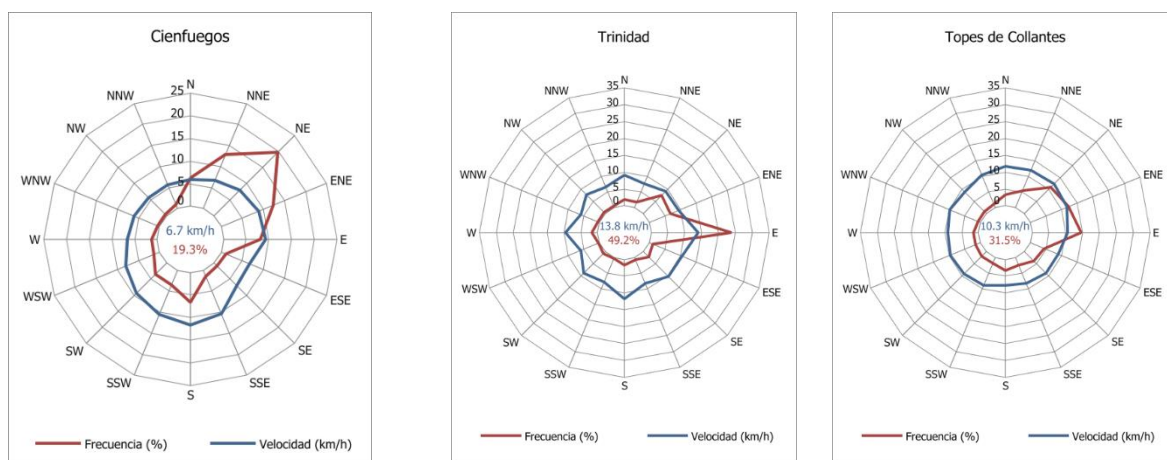 Cienfuegos
N
NNE
NE
ENE
E
ESE
SE
SSE
S
SSW
SW
WSW
W
WNW
NW
NNW
25
20
15
10
5
0
6.7 km/h
19.3%
Frecuencia (%)
Velocidad (km/h)
Trinidad
N
NNE
NE
ENE
E
ESE
SE
SSE
S
SSW
SW
WSW
W
WNW
NW
NNW
35
30
25
20
15
10
5
0
13.8 km/h
49.2%
Frecuencia (%)
Velocidad (km/h)
Topes de Collantes
N
NNE
NE
ENE
E
ESE
SE
SSE
S
SSW
SW
WSW
W
WNW
NW
NNW
35
30
25
20
15
10
5
0
10.3 km/h
31.5%
Frecuencia (%)
Velocidad (km/h)